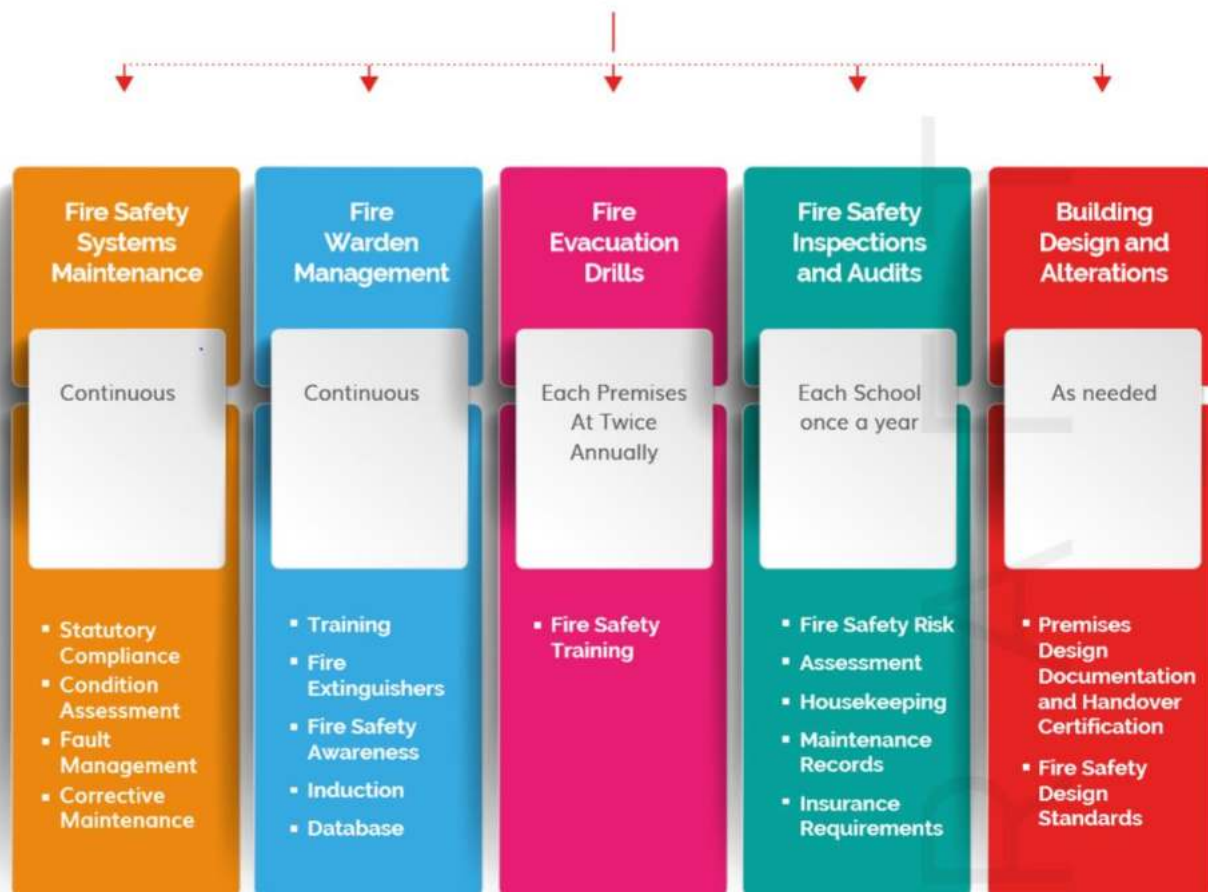 Fire Safety
Systems
Maintenance
Continuous
▪ Statutory
Compliance
▪ Condition
Assessment
▪ Fault
Management
▪ Corrective
Maintenance
Fire
Warden
Management
Continuous
▪ Training
▪ Fire
Extinguishers
▪ Fire Safety
Awareness
▪ Induction
▪ Database
Fire
Evacuation
Drills
Each Premises
At Twice
Annually
▪ Fire Safety
Training
Fire Safety
Inspections
and Audits
Each School
once a year
▪ Fire Safety Risk
▪ Assessment
▪ Housekeeping
▪ Maintenance
Records
▪ Insurance
Requirements
Building
Design and
Alterations
As needed
▪ Premises
Design
Documentation
and Handover
Certification
▪ Fire Safety
Design
Standards